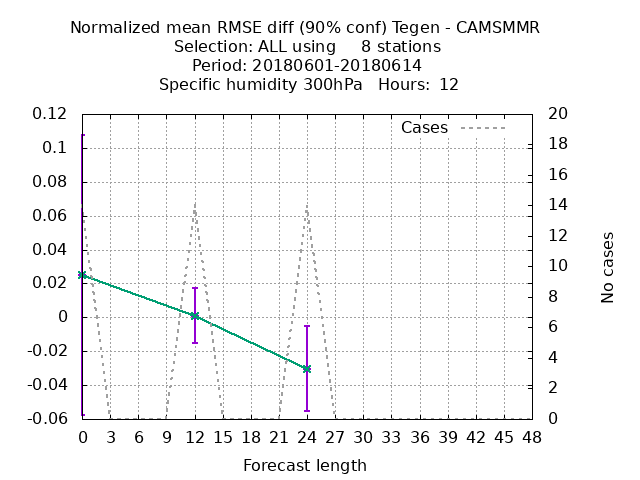 Normalized mean RMSE diff (90% conf) Tegen - CAMSMMR
Selection: ALL using     8 stations
Period: 20180601-20180614
Specific humidity 300hPa   Hours:  12
Cases
0.12
0.1
0.08
0.06
0.04
0.02
0
-0.02
-0.04
-0.06
20
18
16
14
12
10
8
6
4
2
0
No cases
0 3 6 9 12 15 18 21 24 27 30 33 36 39 42 45 48
Forecast length